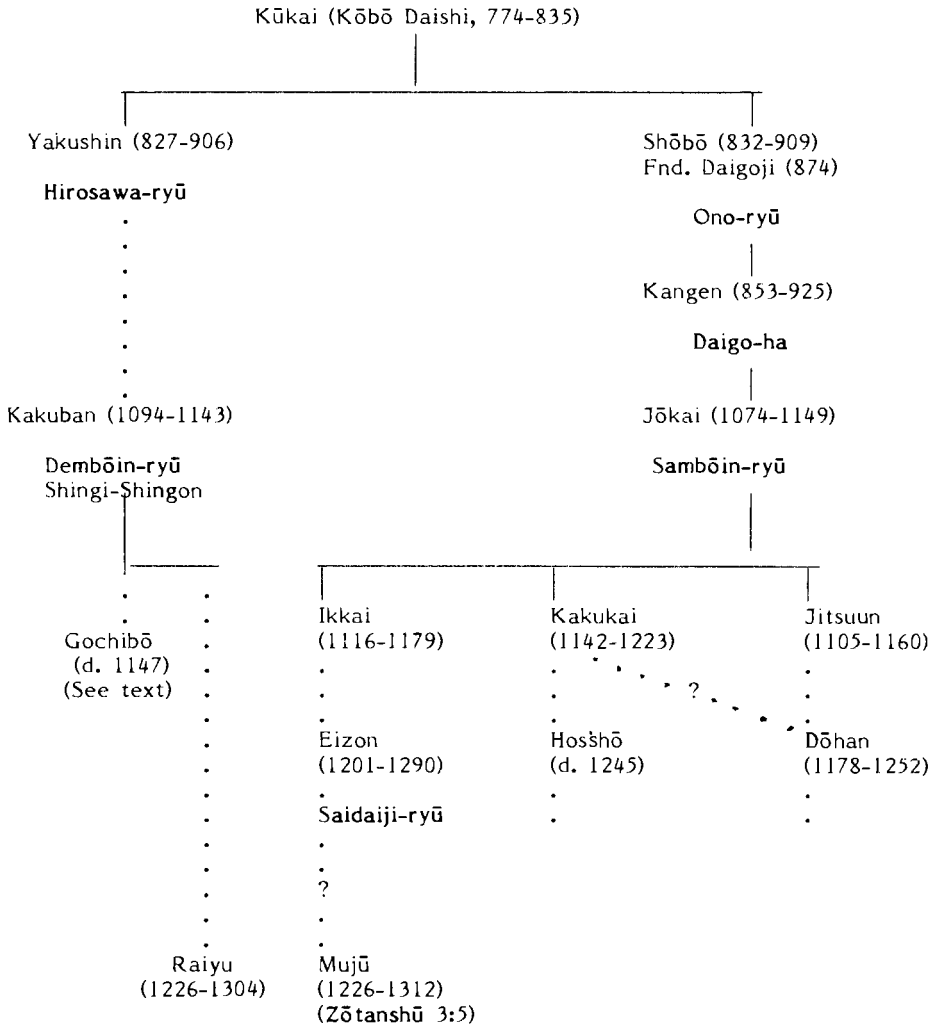 Kūkai (Kōbō Daishi, 774-835)
Yakushin (827-906)
Hirosawa-ryū
Shōbō (832-909)
Fnd. Daigoji (874)
Ono-ryū
Kangen (853-925)
Daigo-ha
Kakuban (1094-1143)
Dembōin-ryū
Shingi-Shingon
Jōkai (1074-1149)
Sambōin-ryū
Gochibō
(d. 1147)
(See text)
Ikkai
(1116-1179)
Kakukai
(1142-1223)
Jitsuun
(1105-1160)
?
Eizon
(1201-1290)
Saidaiji-ryū
Hosshō
(d. 1245)
Dōhan
(1178-1252)
?
Raiyu
(1226-1304)
Mujū
(1226-1312)
(Zōtanshū 3:5)